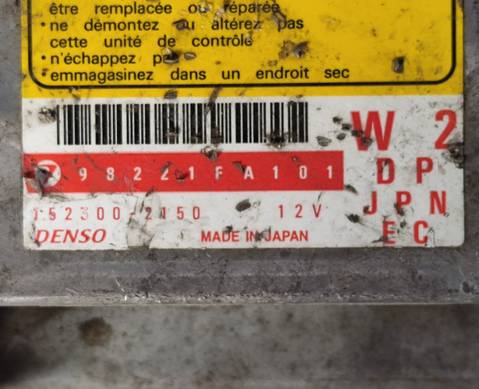 être remplacée ou réparée
• ne démontez ou altérez pas
cette unité de contrôle
• n'échappez pas
• emmagasinez dans un endroit sec
W 2
98221FA101
D P
152300-2150 12V
J P N
DENSO MADE IN JAPAN
E C